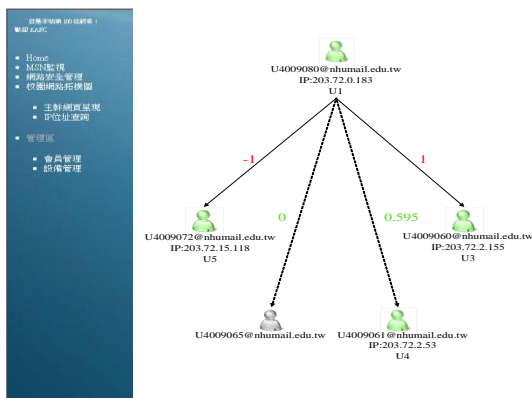 Home
MSN監視
網路安全管理
校園網路拓樸圖
主幹網頁呈現
IP位址查詢
管理區
會員管理
設備管理
U4009080@nhumail.edu.tw
IP:203.72.0.183
U1
-1
1
0
0.595
U4009072@nhumail.edu.tw
IP:203.72.15.118
U5
U4009060@nhumail.edu.tw
IP:203.72.2.155
U3
U4009065@nhumail.edu.tw
U4009061@nhumail.edu.tw
IP:203.72.2.53
U4